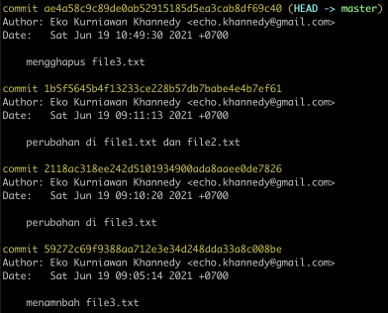 commit ae4a58c9c89de0ab52915185d5ea3cab8df69c40 (HEAD -> master)
Author: Eko Kurniawan Khannedy <echo.khannedy@gmail.com>
Date:   Sat Jun 19 10:49:30 2021 +0700
mengghapus file3.txt
commit 1b5f5645b4f13233ce228b57db7babe4e4b7ef61
Author: Eko Kurniawan Khannedy <echo.khannedy@gmail.com>
Date:   Sat Jun 19 09:11:13 2021 +0700
perubahan di file1.txt dan file2.txt
commit 2118ac318ee242d5101934900ada8aaee0de7826
Author: Eko Kurniawan Khannedy <echo.khannedy@gmail.com>
Date:   Sat Jun 19 09:10:20 2021 +0700
perubahan di file3.txt
commit 59272c69f9388aa712e3e34d248dda33a8c008be
Author: Eko Kurniawan Khannedy <echo.khannedy@gmail.com>
Date:   Sat Jun 19 09:05:14 2021 +0700
menamnbah file3.txt